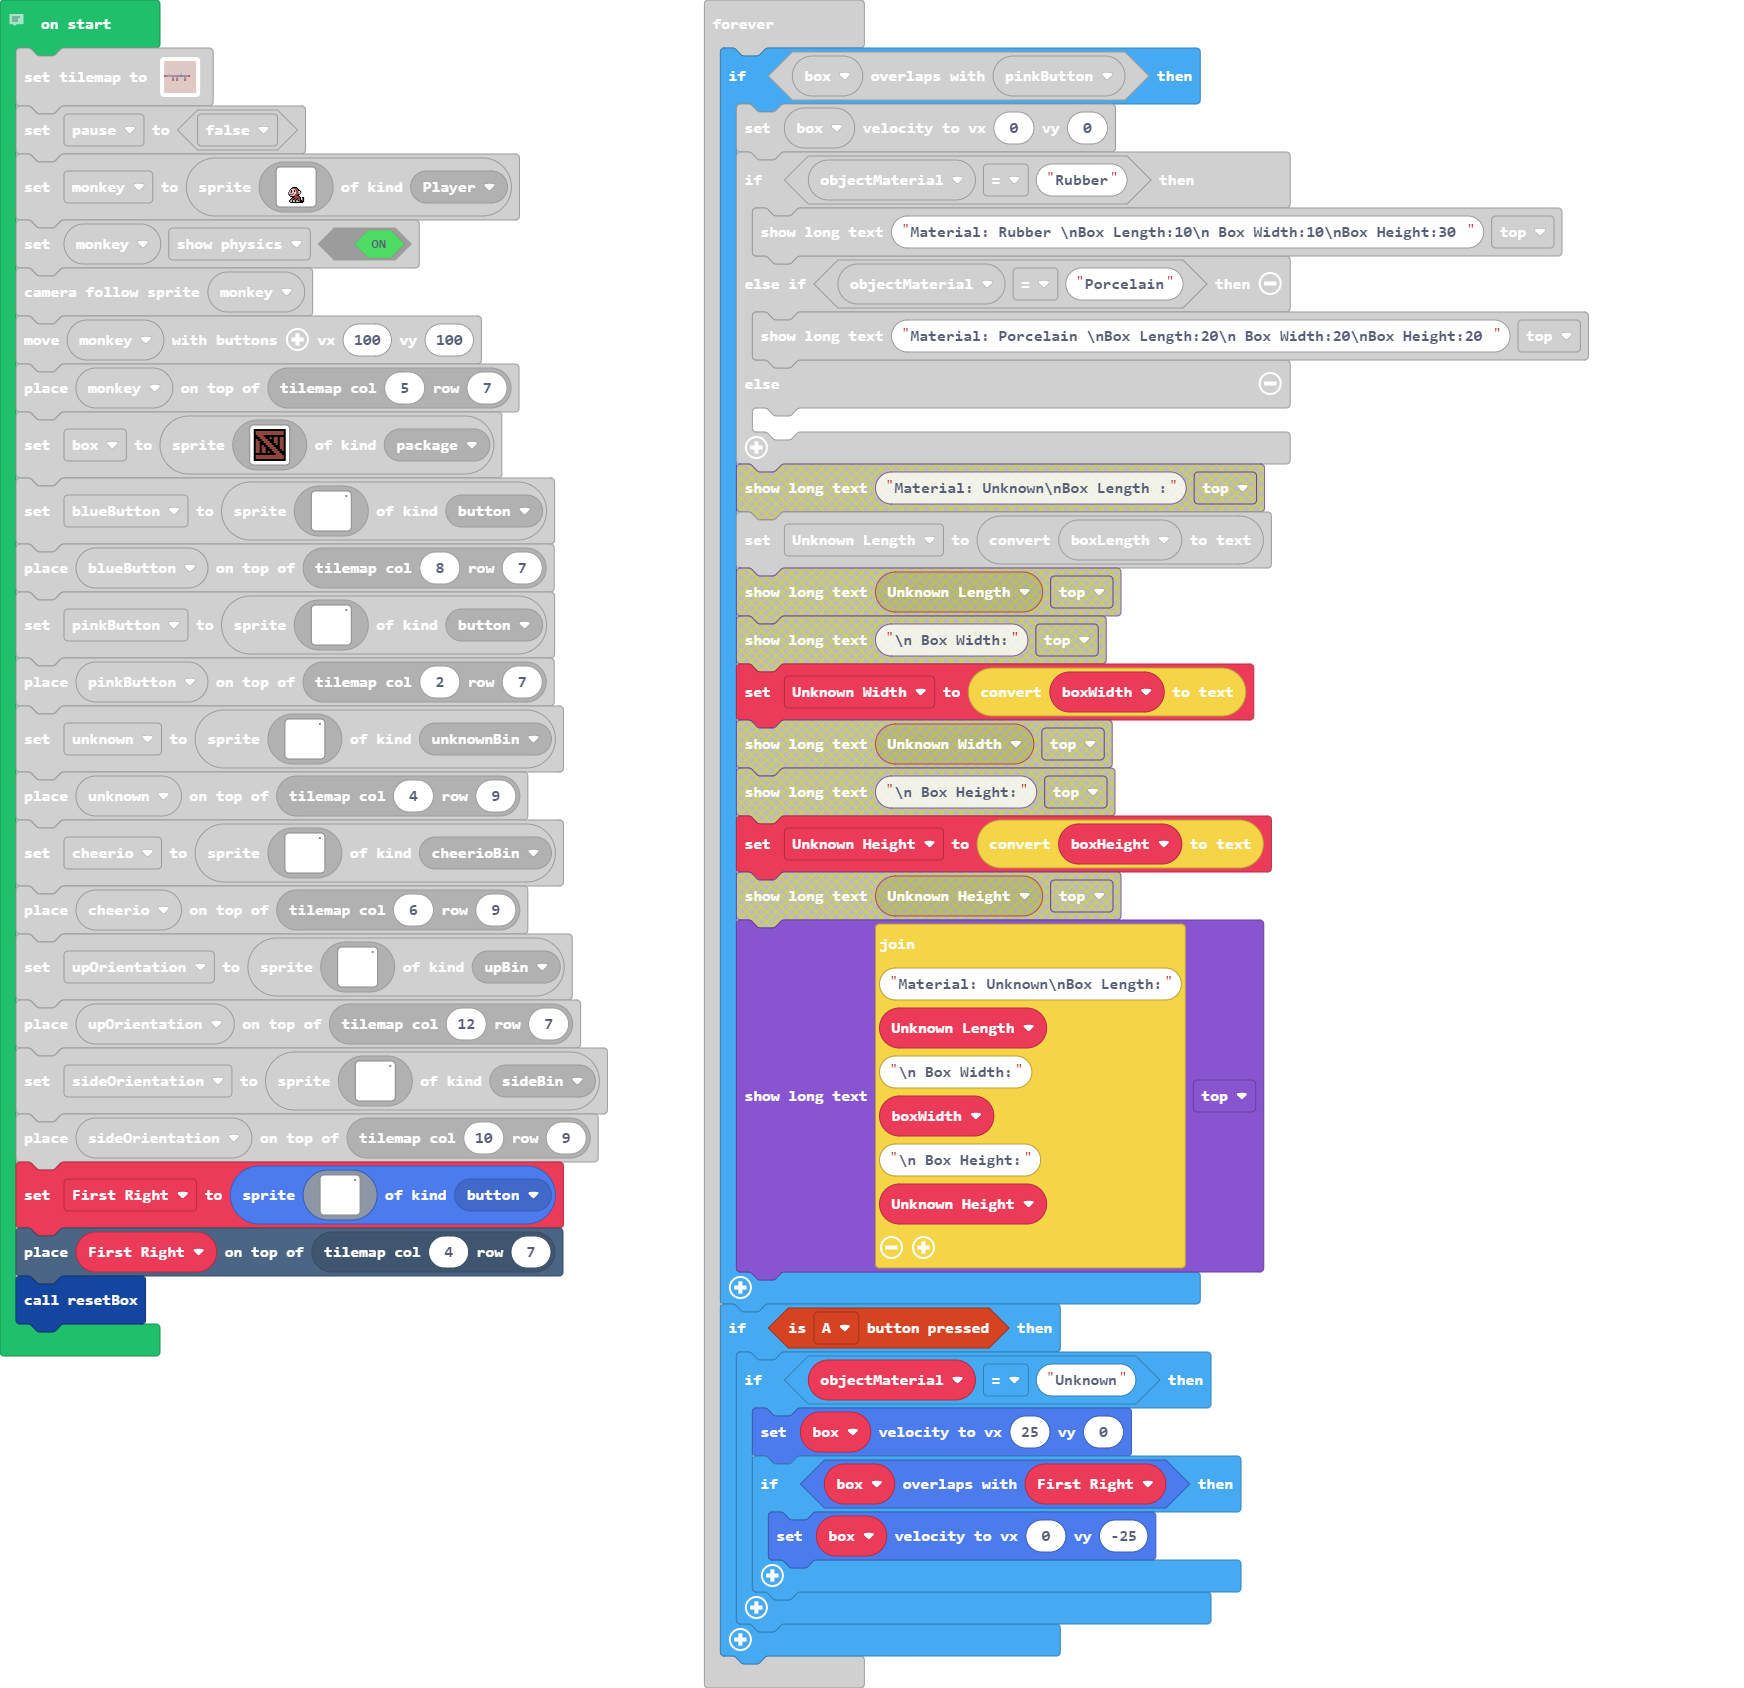 on start
set tilemap to
set pause to false
set monkey to sprite of kind Player
set monkey show physics ON
camera follow sprite monkey
move monkey with buttons vx 100 vy 100
place monkey on top of tilemap col 5 row 7
set box to sprite of kind package
set blueButton to sprite of kind button
place blueButton on top of tilemap col 8 row 7
set pinkButton to sprite of kind button
place pinkButton on top of tilemap col 2 row 7
set unknown to sprite of kind unknownBin
place unknown on top of tilemap col 4 row 9
set cheerio to sprite of kind cheerioBin
place cheerio on top of tilemap col 6 row 9
set upOrientation to sprite of kind upBin
place upOrientation on top of tilemap col 12 row 7
set sideOrientation to sprite of kind sideBin
place sideOrientation on top of tilemap col 10 row 9
set First Right to sprite of kind button
place First Right on top of tilemap col 4 row 7
call resetBox
forever
if box overlaps with pinkButton then
set box velocity to vx 0 vy 0
if objectMaterial = "Rubber" then
show long text "Material: Rubber \nBox Length:10\n Box Width:10\nBox Height:30 " top
else if objectMaterial = "Porcelain" then
show long text "Material: Porcelain \nBox Length:20\n Box Width:20\nBox Height:20 " top
else
show long text "Material: Unknown\nBox Length :" top
set Unknown Length to convert boxLength to text
show long text Unknown Length top
show long text "\n Box Width:" top
set Unknown Width to convert boxWidth to text
show long text Unknown Width top
show long text "\n Box Height:" top
set Unknown Height to convert boxHeight to text
show long text Unknown Height top
join
"Material: Unknown\nBox Length:"
Unknown Length
"\n Box Width:"
show long text boxWidth top
"\n Box Height:"
Unknown Height
if is A button pressed then
if objectMaterial = "Unknown" then
set box velocity to vx 25 vy 0
if box overlaps with First Right then
set box velocity to vx 0 vy -25